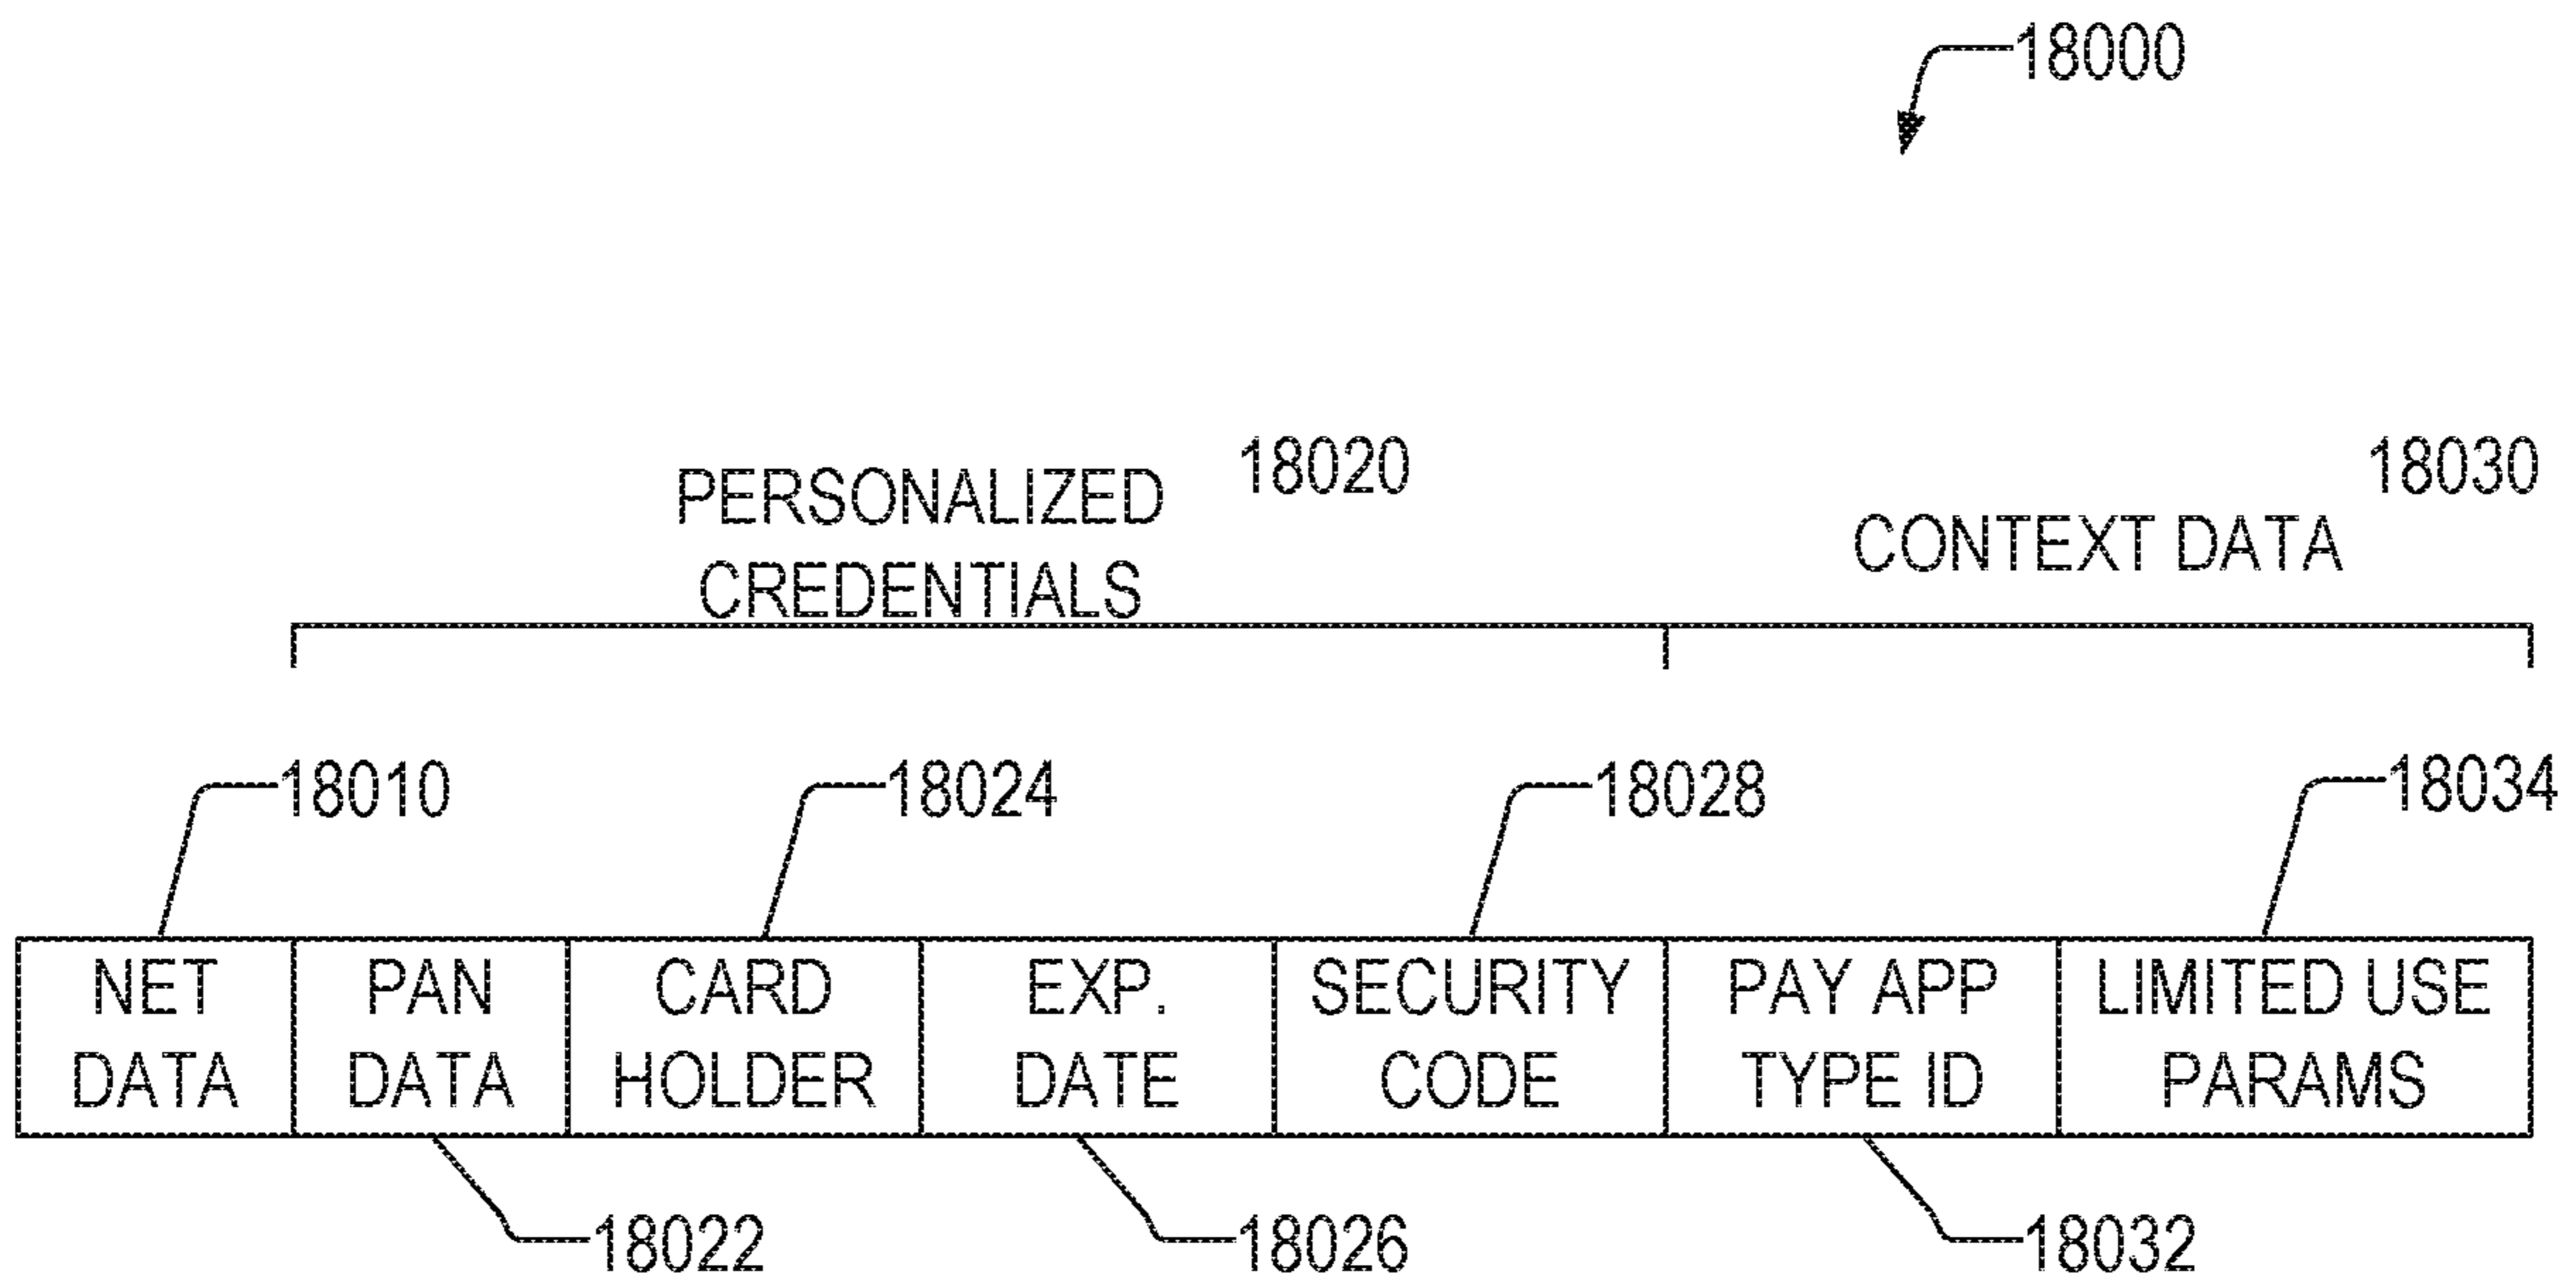 18000
18020
18030
PERSONALIZED
CREDENTIALS
CONTEXT DATA
18010
18024
18028
18034
NET
DATA
PAN
DATA
CARD
HOLDER
EXP.
DATE
SECURITY
CODE
PAY APP
TYPE ID
LIMITED USE
PARAMS
18022
18026
18032